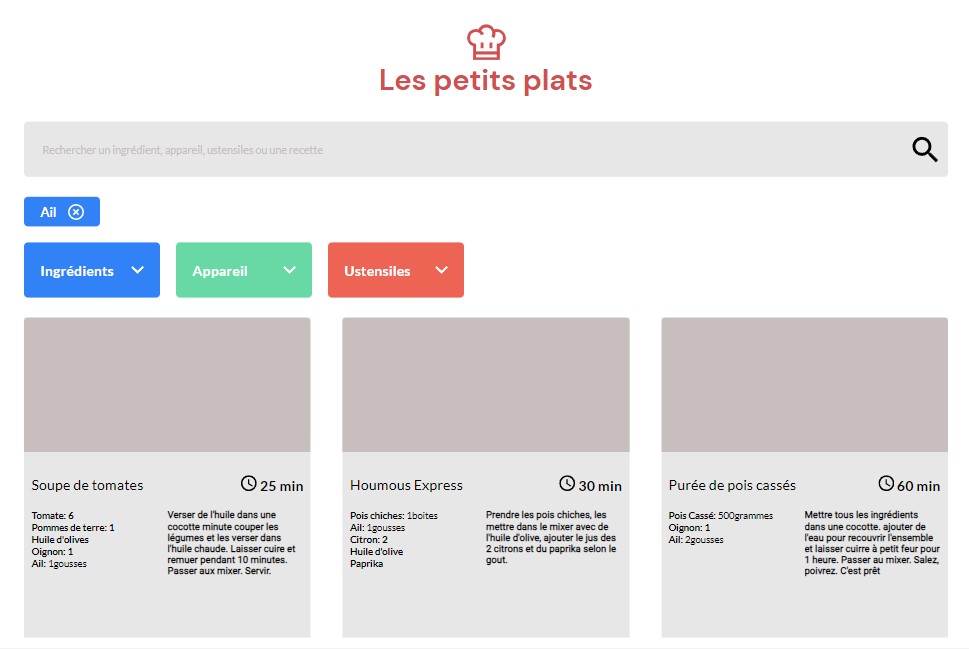 Les petits plats
Rechercher un ingrédient, appareil, ustensiles ou une recette
Ail
Ingrédients
Appareil
Ustensiles
Soupe de tomates
25 min
Tomate: 6
Pommes de terre: 1
Huile d'olives
Oignon: 1
Ail: 1gousses
Verser de l'huile dans une
cocotte minute couper les
légumes et les verser dans
l'huile chaude. Laisser cuire et
remuer pendant 10 minutes.
Passer aux mixer. Servir.
Houmous Express
30 min
Pois chiches: 1boites
Ail: 1gousses
Citron: 2
Huile d'olive
Paprika
Prendre les pois chiches, les
mettre dans le mixer avec de
l'huile d'olive, ajouter le jus des
2 citrons et du paprika selon le
gout.
Purée de pois cassés
60 min
Pois Cassé: 500grammes
Oignon: 1
Ail: 2gousses
Mettre tous les ingrédients
dans une cocotte. ajouter de
l'eau pour recouvrir l'ensemble
et laisser cuirre à petit feur pour
1 heure. Passer au mixer. Salez,
poivrez. C'est prêt